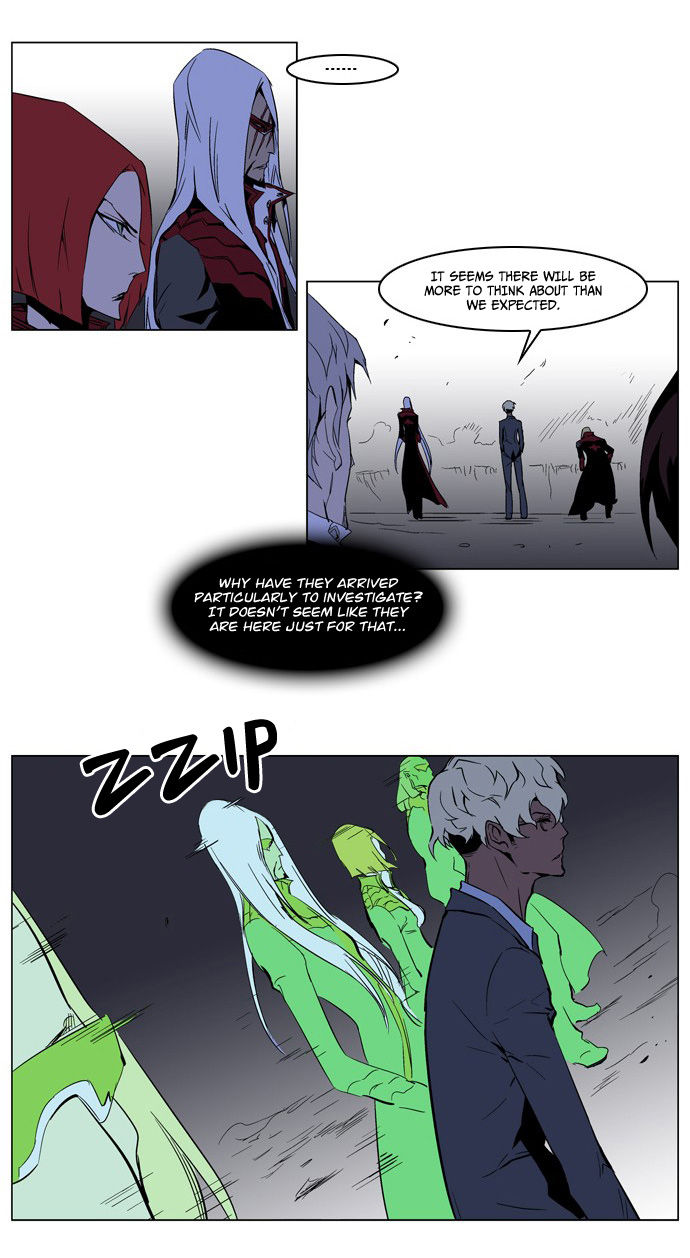 ------
IT SEEMS THERE WILL BE
MORE TO THINK ABOUT THAN
WE EXPECTED.
WHY HAVE THEY ARRIVED
PARTICULARLY TO INVESTIGATE?
IT DOESN'T SEEM LIKE THEY
ARE HERE JUST FOR THAT...
ZZIP